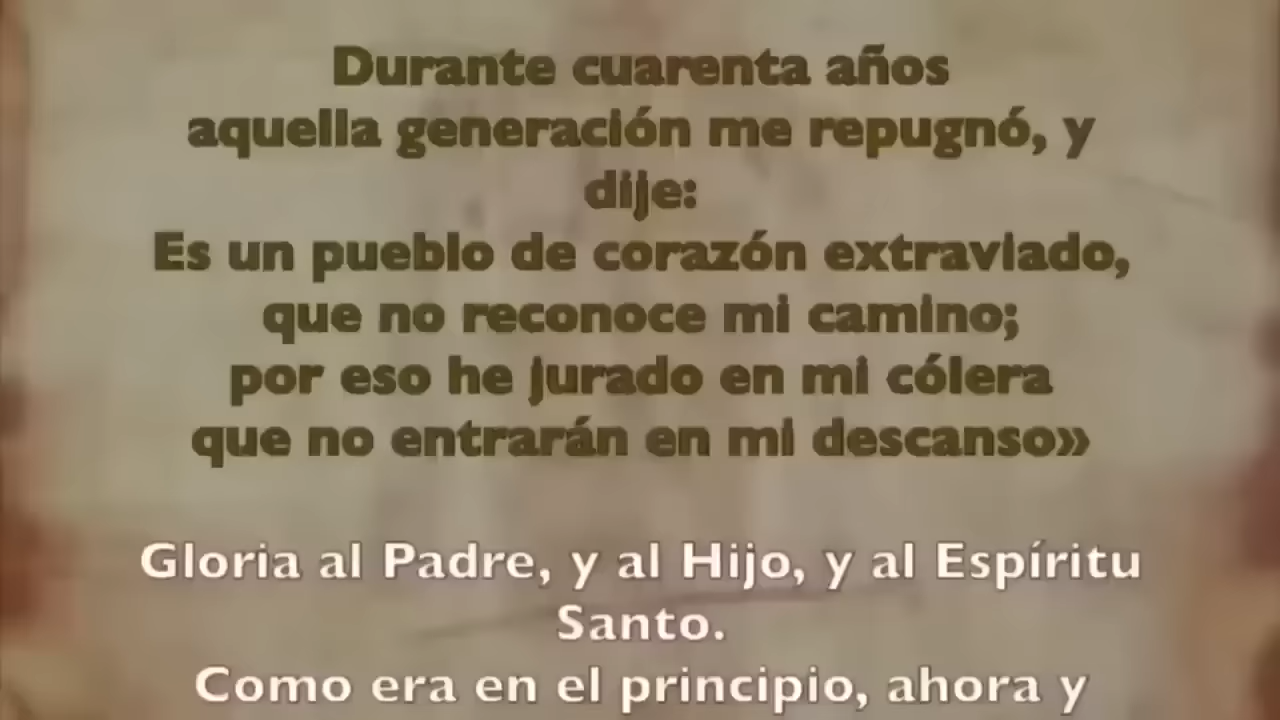 Durante cuarenta años
aquella generación me repugnó, y
dije:
Es un pueblo de corazón extraviado,
que no reconoce mi camino;
por eso he jurado en mi cólera
que no entrarán en mi descanso»
Gloria al Padre, y al Hijo, y al Espíritu
Santo.
Como era en el principio, ahora y